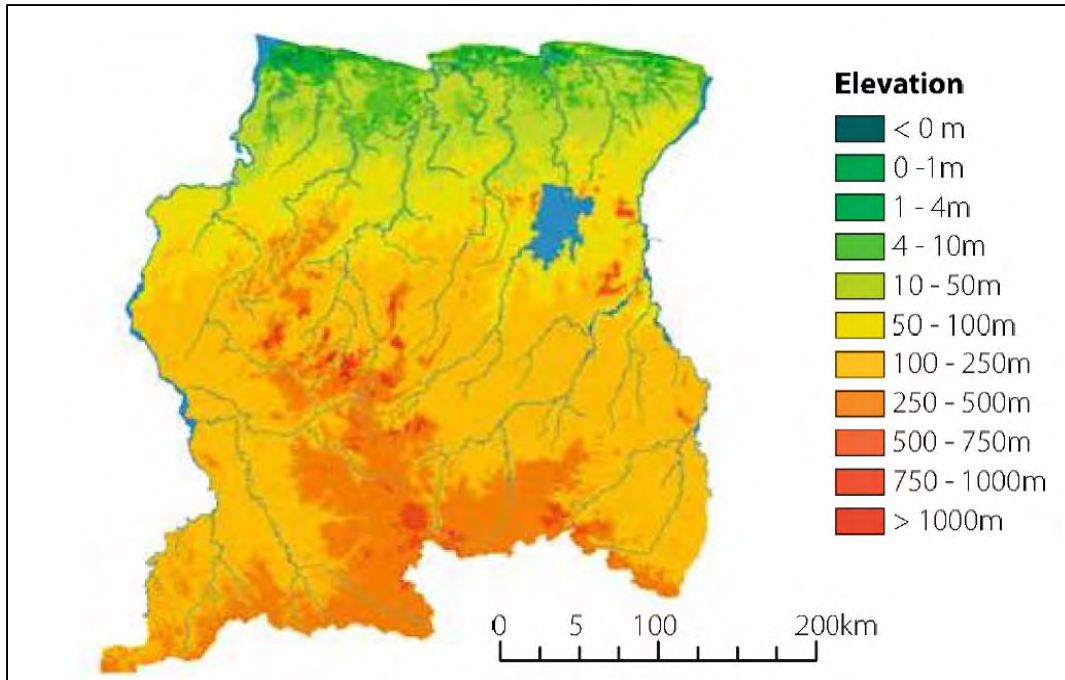 Elevation
< 0 m
0 -1m
1 - 4m
4 - 10m
10 - 50m
50 - 100m
100 - 250m
250 - 500m
500 - 750m
750 - 1000m
> 1000m
0 5 100 200km